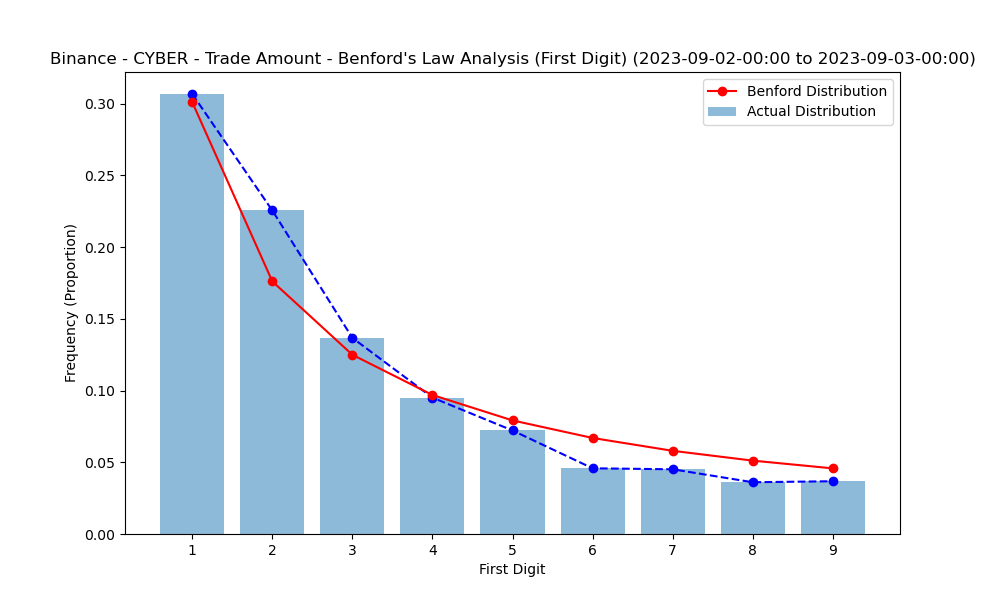 Binance - CYBER - Trade Amount - Benford's Law Analysis (First Digit) (2023-09-02-00:00 to 2023-09-03-00:00)
Benford Distribution
Actual Distribution
Frequency (Proportion)
0.30
0.25
0.20
0.15
0.10
0.05
0.00
1 2 3 4 5 6 7 8 9
First Digit